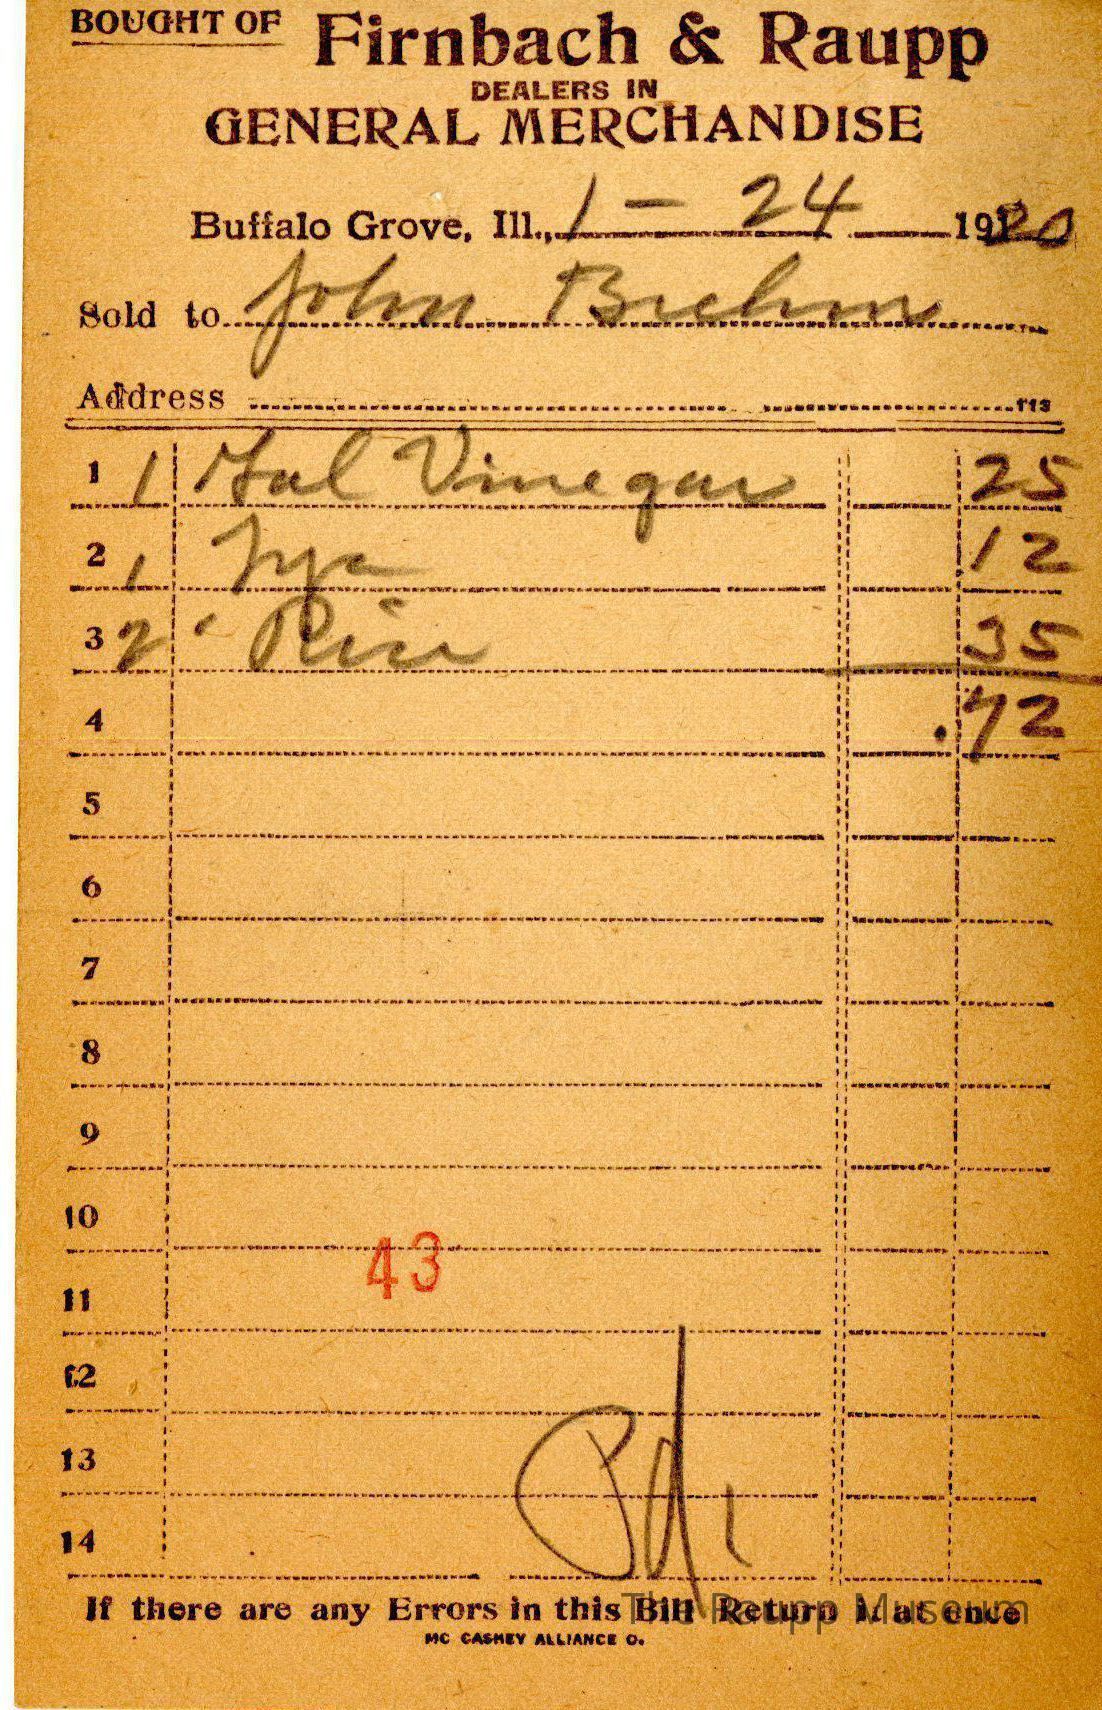 BOUGHT OF Firnbach & Raupp
DEALERS IN
GENERAL MERCHANDISE
Buffalo Grove, Ill., 1 - 24 1920
Sold to John Buehm
Address 113
1 1 Gal Vinegar 25
2 1 12
3 2 Rice 35
4 .72
5
6
7
8
9
10
43
11
12
13
Pd
14
If there are any Errors in this Bill Return it at once
The Raupp Museum
MC CASKEY ALLIANCE O.